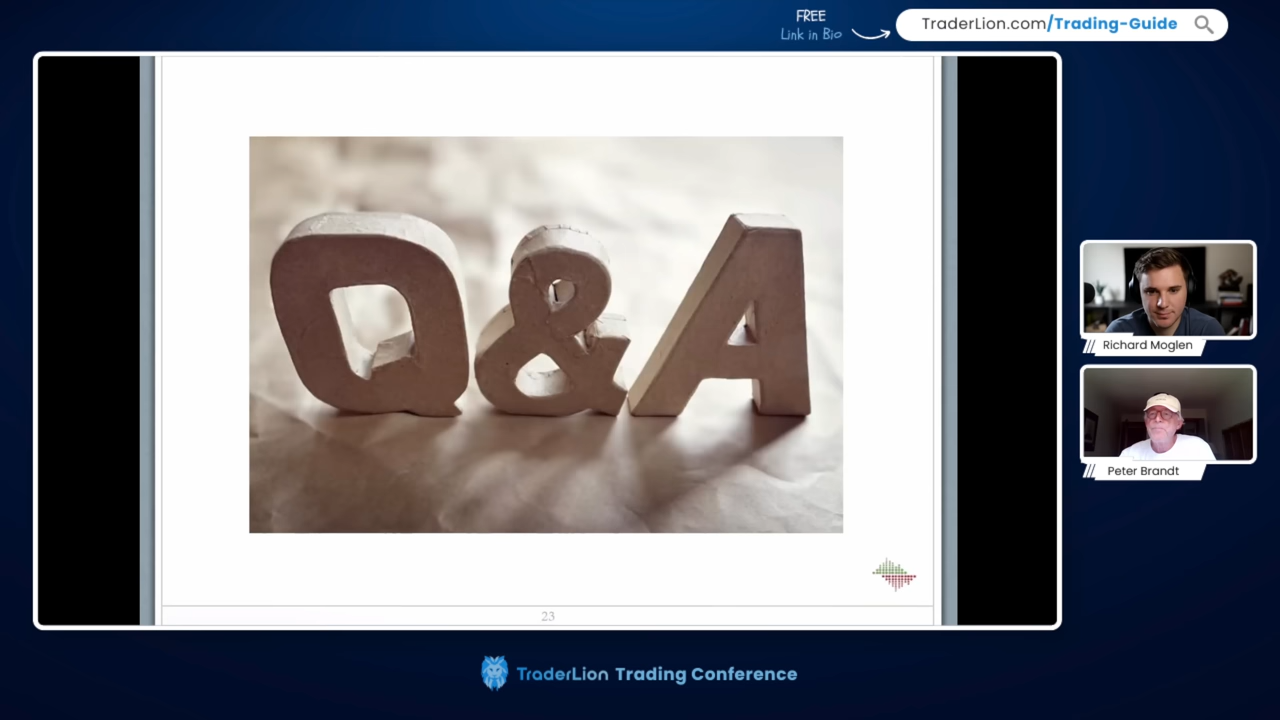 FREE
Link in Bio
TraderLion.com/Trading-Guide
Q&A
Richard Moglen
Peter Brandt
23
TraderLion Trading Conference